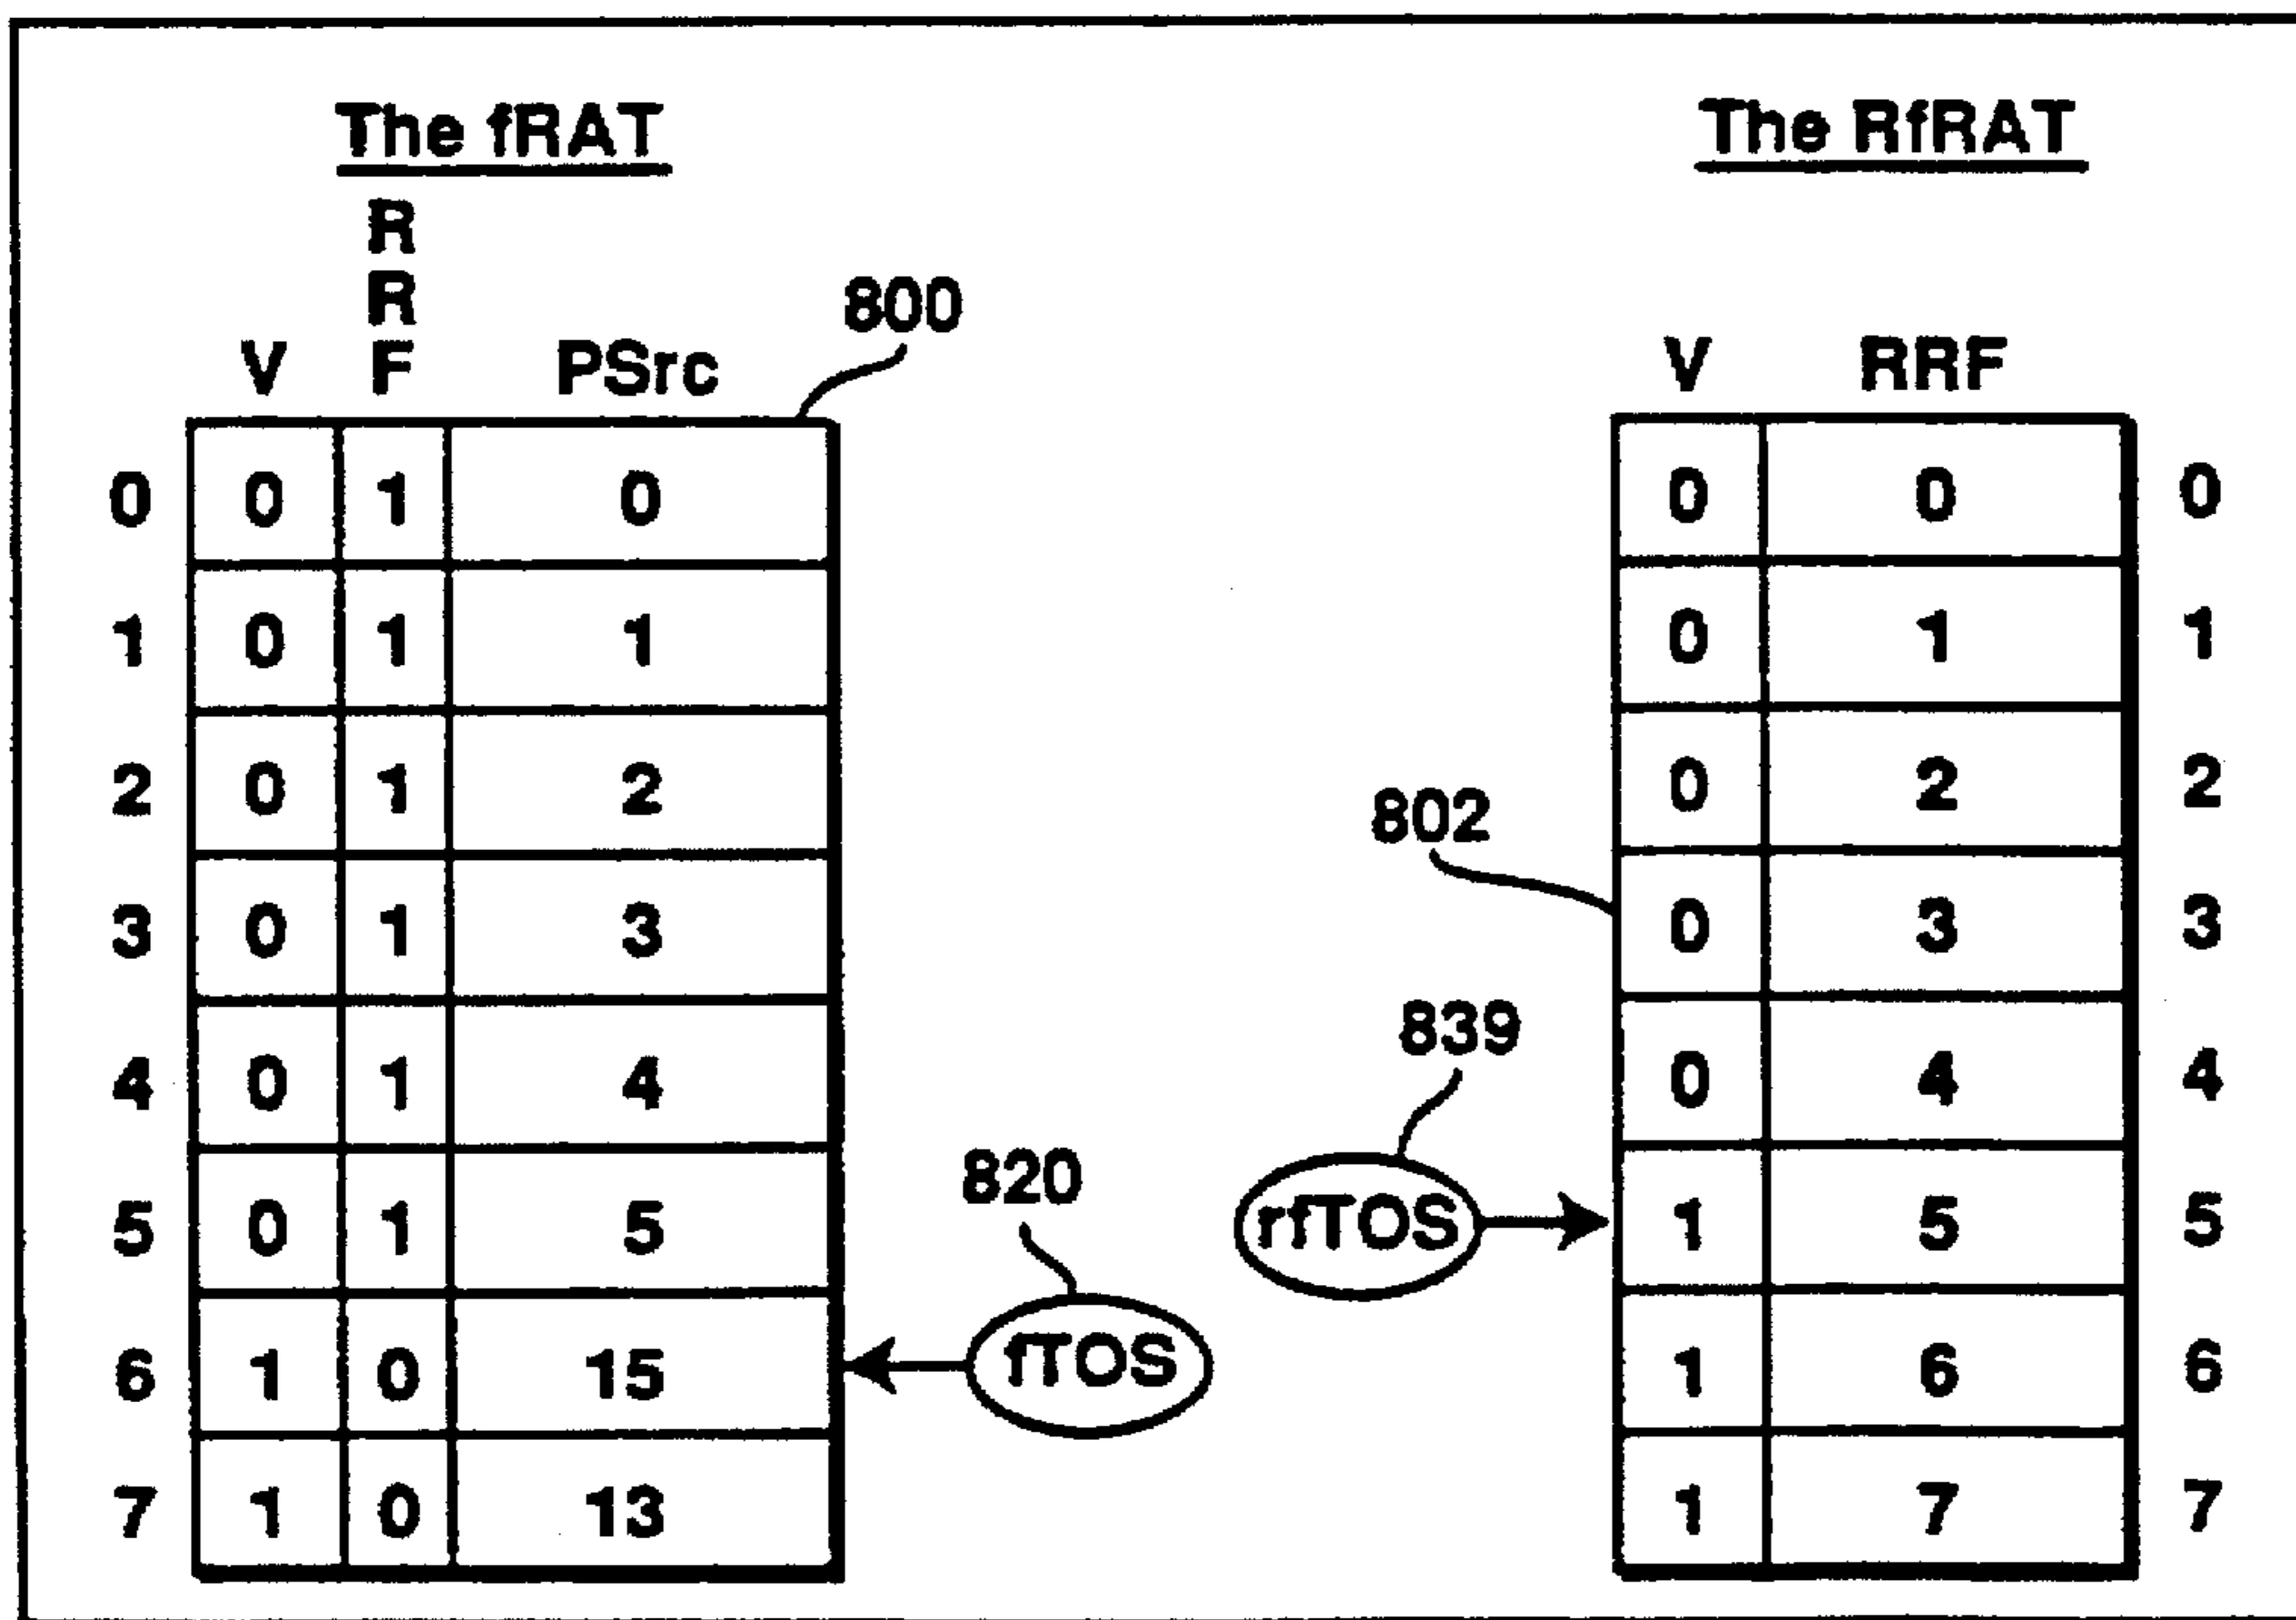 The fRAT
R
R
V F PSrc
800
0 0 1 0
1 0 1 1
2 0 1 2
3 0 1 3
4 0 1 4
5 0 1 5
6 1 0 15
7 1 0 13
820
fTOS
The RfRAT
V RRF
0 0 0
0 1 1
0 2 2
802
0 3 3
839
0 4 4
rfTOS
1 5 5
1 6 6
1 7 7